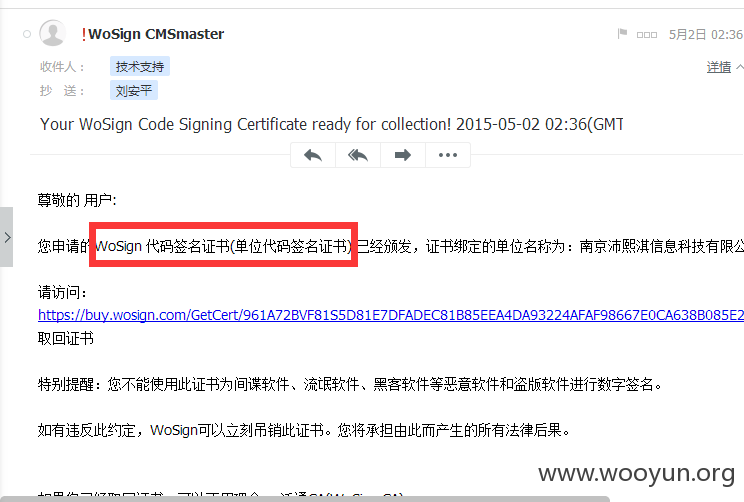 !WoSign CMSmaster
5月2日 02:36
收件人： 技术支持
详情
抄 送： 刘安平
Your WoSign Code Signing Certificate ready for collection! 2015-05-02 02:36(GMT
尊敬的 用户:
您申请的WoSign 代码签名证书(单位代码签名证书)已经颁发，证书绑定的单位名称为：南京沛熙淇信息科技有限公
请访问：
https://buy.wosign.com/GetCert/961A72BVF81S5D81E7DFADEC81B85EEA4DA93224AFAF98667E0CA638B085E2
取回证书
特别提醒：您不能使用此证书为间谍软件、流氓软件、黑客软件等恶意软件和盗版软件进行数字签名。
如有违反此约定，WoSign可以立刻吊销此证书。您将承担由此而产生的所有法律后果。
www.wooyun.org